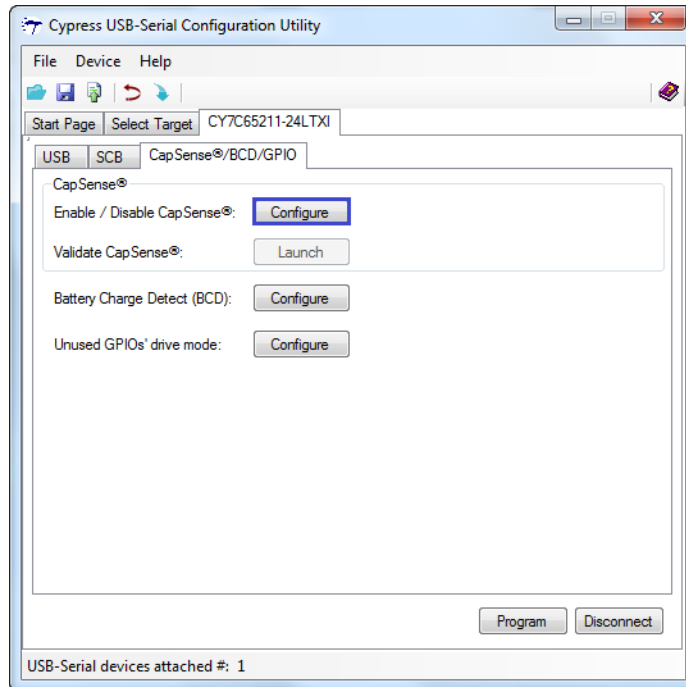 Cypress USB-Serial Configuration Utility
File Device Help
Start Page Select Target CY7C65211-24LTXI
USB SCB CapSense®/BCD/GPIO
CapSense®
Enable / Disable CapSense®: Configure
Validate CapSense®: Launch
Battery Charge Detect (BCD): Configure
Unused GPIOs' drive mode: Configure
Program Disconnect
USB-Serial devices attached #: 1